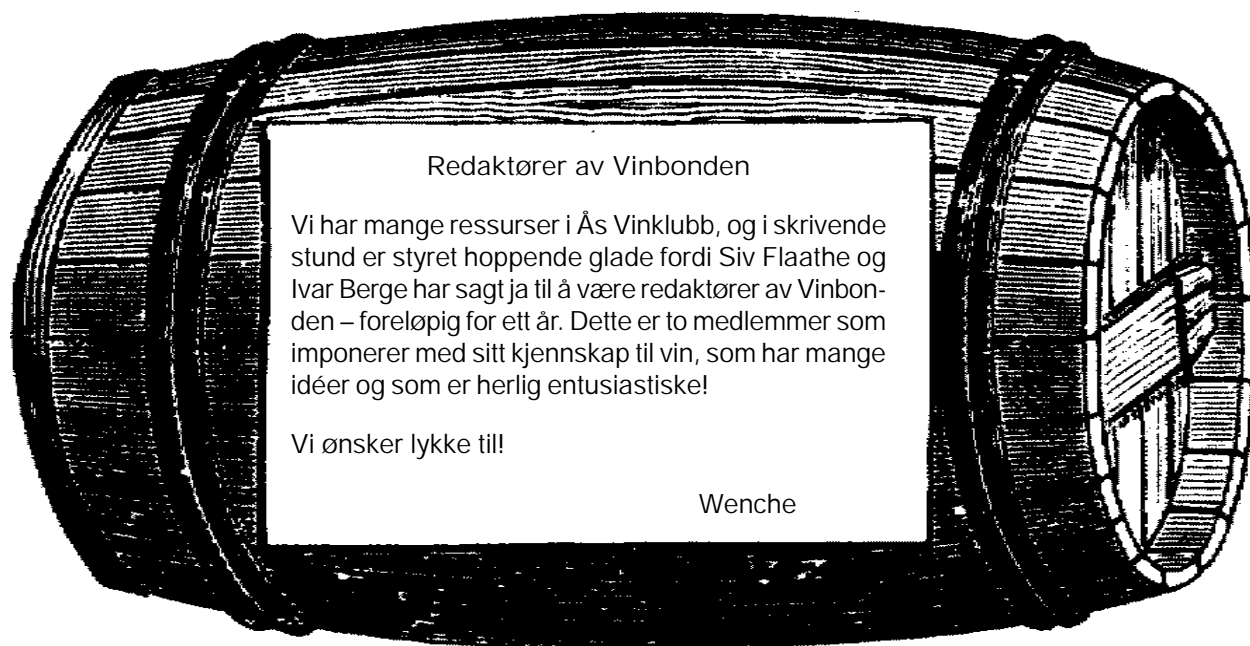 Redaktører av Vinbonden
Vi har mange ressurser i Ås Vinklubb, og i skrivende
stund er styret hoppende glade fordi Siv Flaathe og
Ivar Berge har sagt ja til å være redaktører av Vinbon-
den – foreløpig for ett år. Dette er to medlemmer som
imponerer med sitt kjennskap til vin, som har mange
idéer og som er herlig entusiastiske!
Vi ønsker lykke til!
Wenche